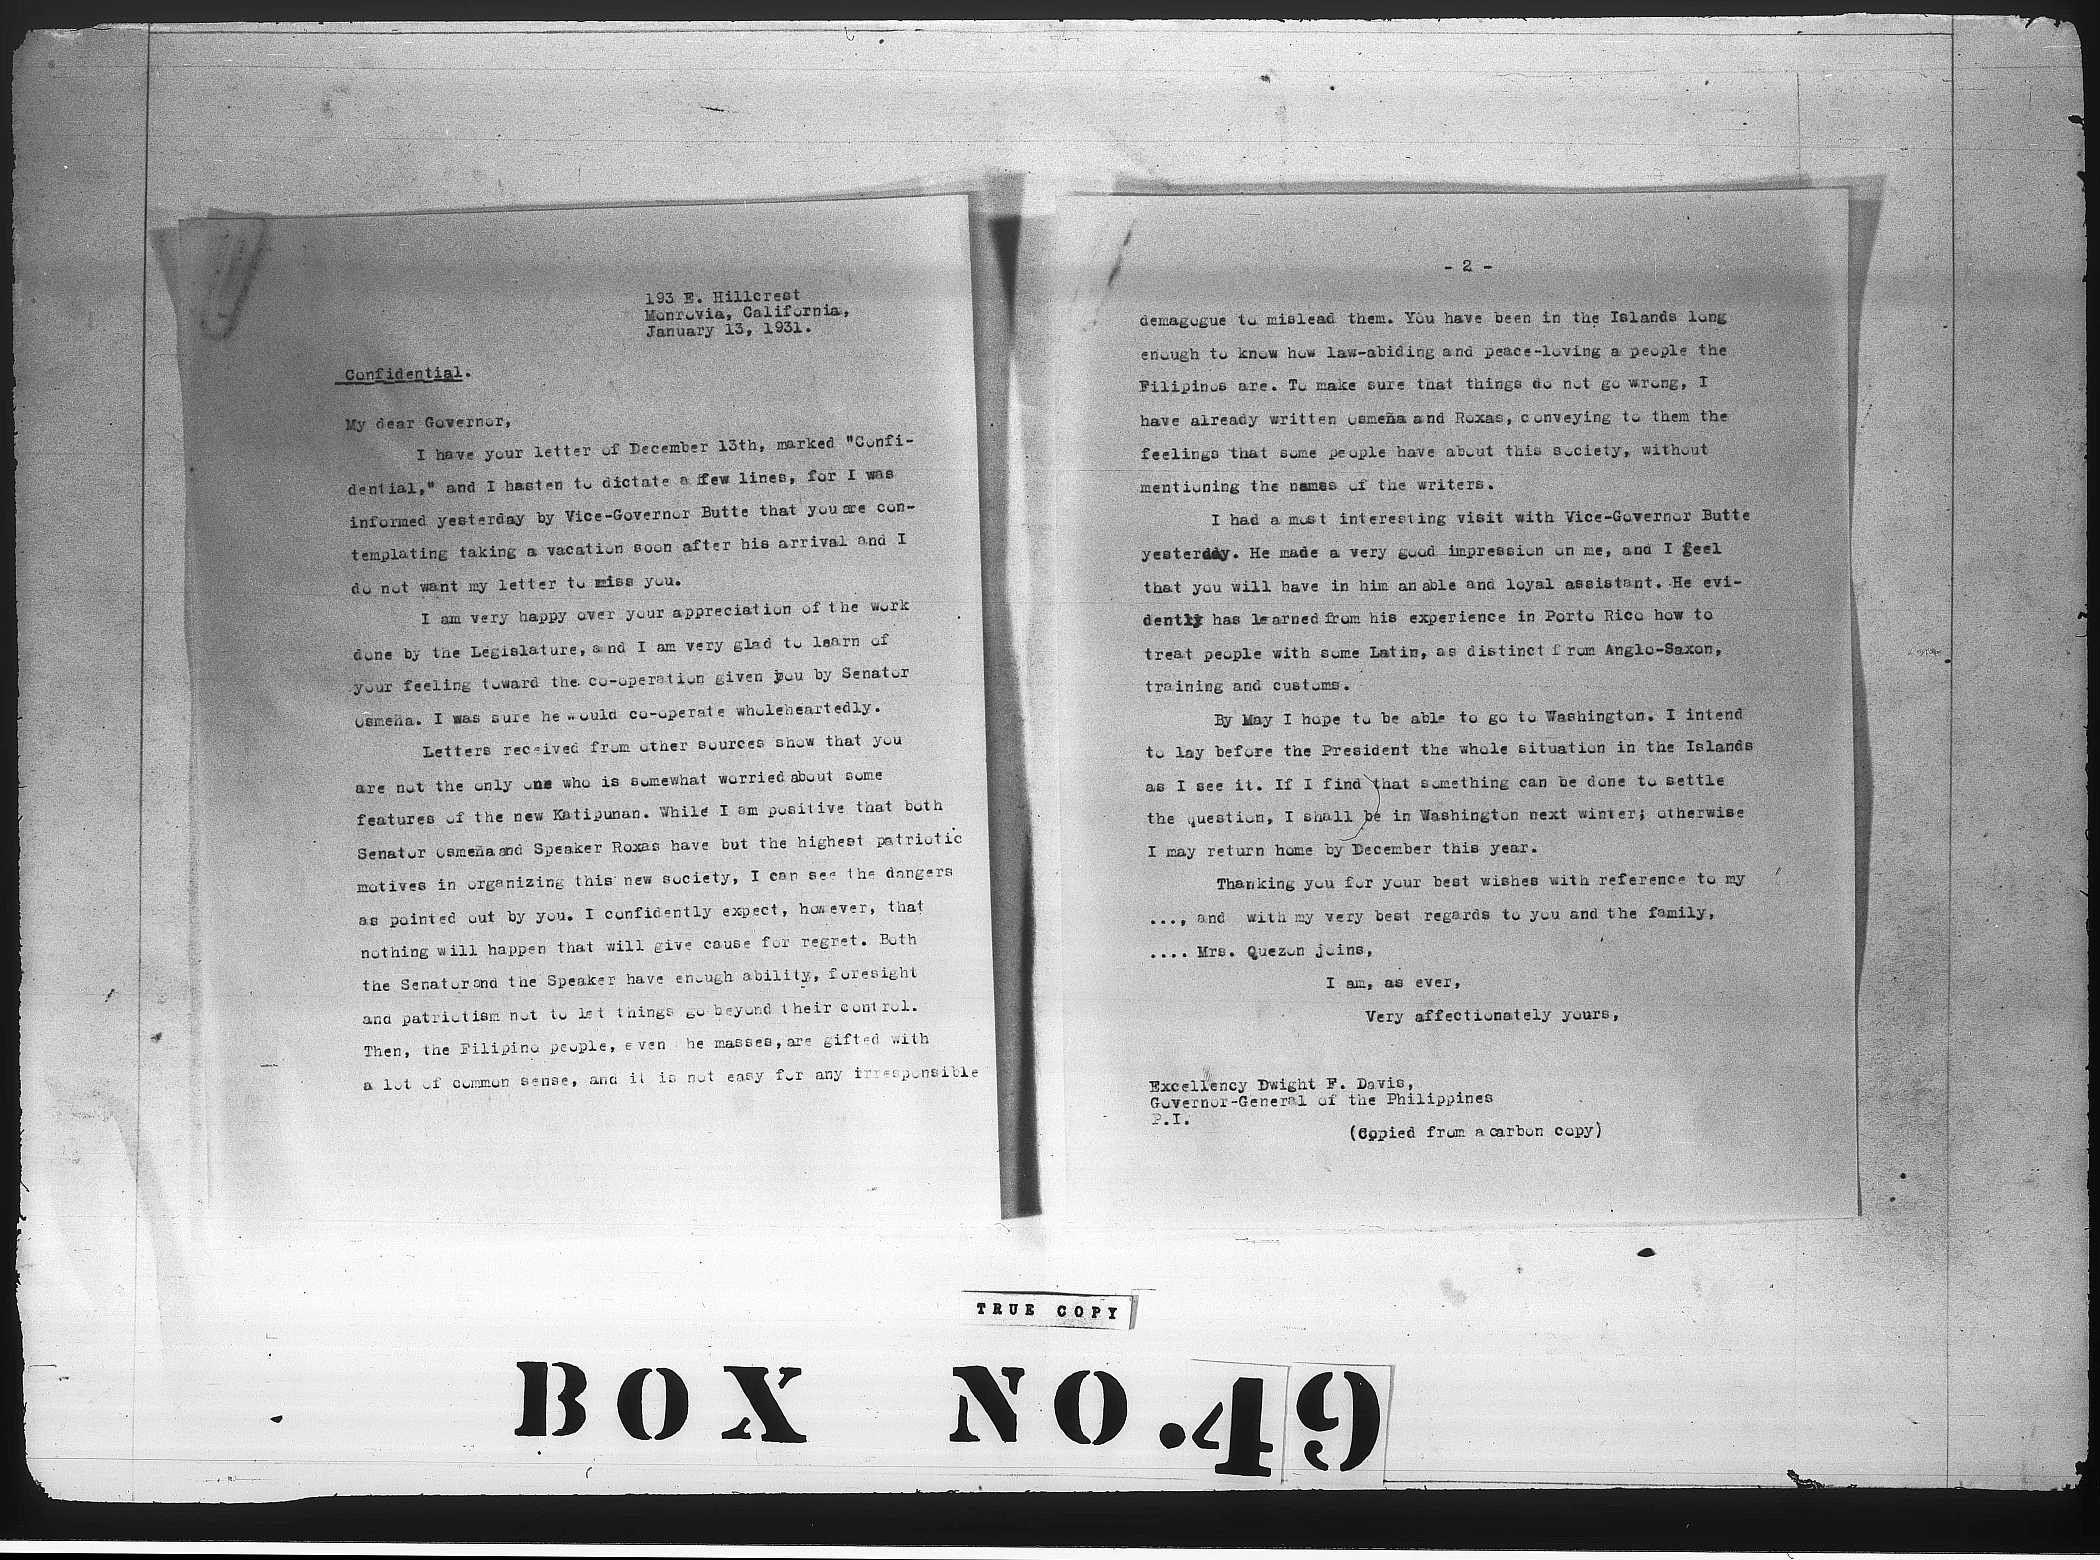 193 E. Hillcrest
Monrovia, California,
January 13, 1931.
Confidential.
My dear Governor,
I have your letter of December 13th, marked "Confi-
dential," and I hasten to dictate a few lines, for I was
informed yesterday by Vice-Governor Butte that you are con-
templating taking a vacation soon after his arrival and I
do not want my letter to miss you.
I am very happy over your appreciation of the work
done by the Legislature, and I am very glad to learn of
your feeling toward the co-operation given you by Senator
Osmeña. I was sure he would co-operate wholeheartedly.
Letters received from other sources show that you
are not the only one who is somewhat worried about some
features of the new Katipunan. While I am positive that both
Senator Osmeña and Speaker Roxas have but the highest patriotic
motives in organizing this new society, I can see the dangers
as pointed out by you. I confidently expect, however, that
nothing will happen that will give cause for regret. Both
the Senator and the Speaker have enough ability, foresight
and patriotism not to let things go beyond their control.
Then, the Filipino people, even he masses, are gifted with
a lot of common sense, and it is not easy for any irresponsible
- 2 -
demagogue to mislead them. You have been in the Islands long
enough to know how law-abiding and peace-loving a people the
Filipinos are. To make sure that things do not go wrong, I
have already written Osmeña and Roxas, conveying to them the
feelings that some people have about this society, without
mentioning the names of the writers.
I had a most interesting visit with Vice-Governor Butte
yesterday. He made a very good impression on me, and I feel
that you will have in him an able and loyal assistant. He evi-
dently has learned from his experience in Porto Rico how to
treat people with some Latin, as distinct from Anglo-Saxon,
training and customs.
By May I hope to be able to go to Washington. I intend
to lay before the President the whole situation in the Islands
as I see it. If I find that something can be done to settle
the question, I shall be in Washington next winter; otherwise
I may return home by December this year.
Thanking you for your best wishes with reference to my
..., and with my very best regards to you and the family,
.... Mrs. Quezon joins,
I am, as ever,
Very affectionately yours,
Excellency Dwight F. Davis,
Governor-General of the Philippines
P.I.
(Copied from a carbon copy)
TRUE COPY
BOX NO. 49